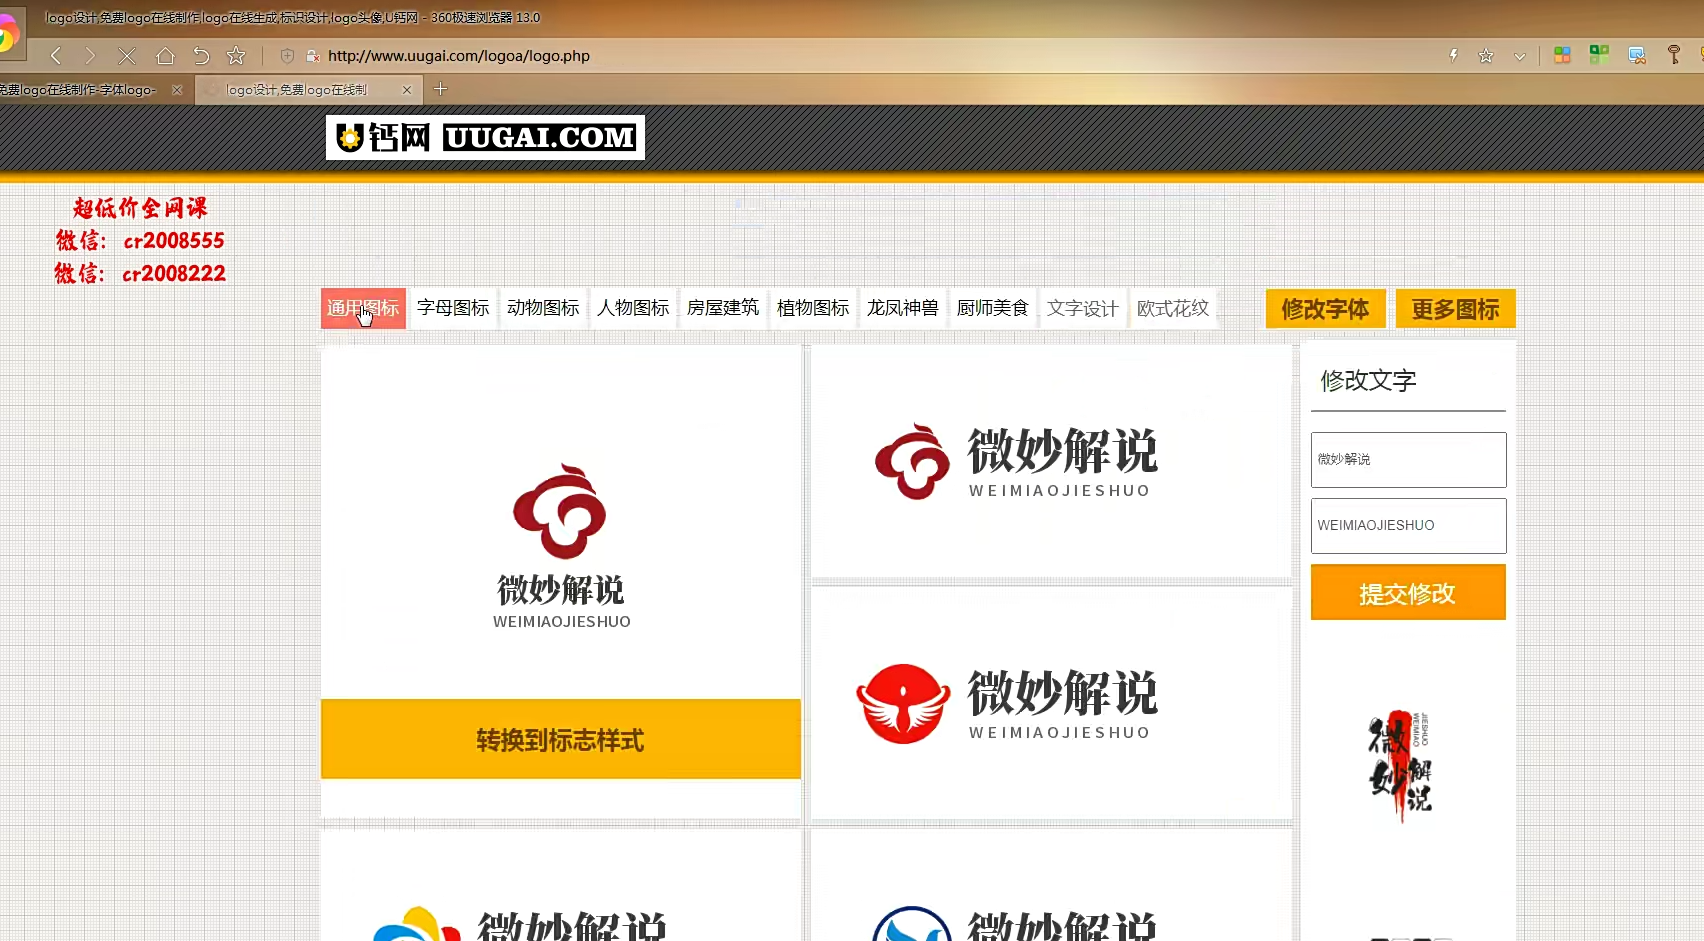 logo设计,免费logo在线制作,logo在线生成,标识设计,logo头像,U钙网 - 360极速浏览器 13.0
http://www.uugai.com/logoa/logo.php
免费logo在线制作-字体logo-
logo设计,免费logo在线制
U钙网 UUGAI.COM
超低价全网课
微信: cr2008555
微信: cr2008222
通用图标 字母图标 动物图标 人物图标 房屋建筑 植物图标 龙凤神兽 厨师美食 文字设计 欧式花纹 修改字体 更多图标
微妙解说
WEIMIAOJIESHUO
转换到标志样式
微妙解说
WEIMIAOJIESHUO
微妙解说
WEIMIAOJIESHUO
修改文字
微妙解说
WEIMIAOJIESHUO
提交修改
微妙解说
JIESHUO
WEIMIAO
微妙解说
微妙解说